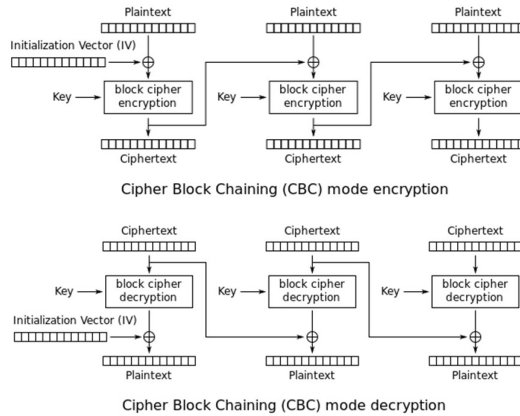 Plaintext Plaintext Plaintext
Initialization Vector (IV)
Key block cipher encryption Key block cipher encryption Key block cipher encryption
Ciphertext Ciphertext Ciphertext
Cipher Block Chaining (CBC) mode encryption
Ciphertext Ciphertext Ciphertext
Key block cipher decryption Key block cipher decryption Key block cipher decryption
Initialization Vector (IV)
Plaintext Plaintext Plaintext
Cipher Block Chaining (CBC) mode decryption